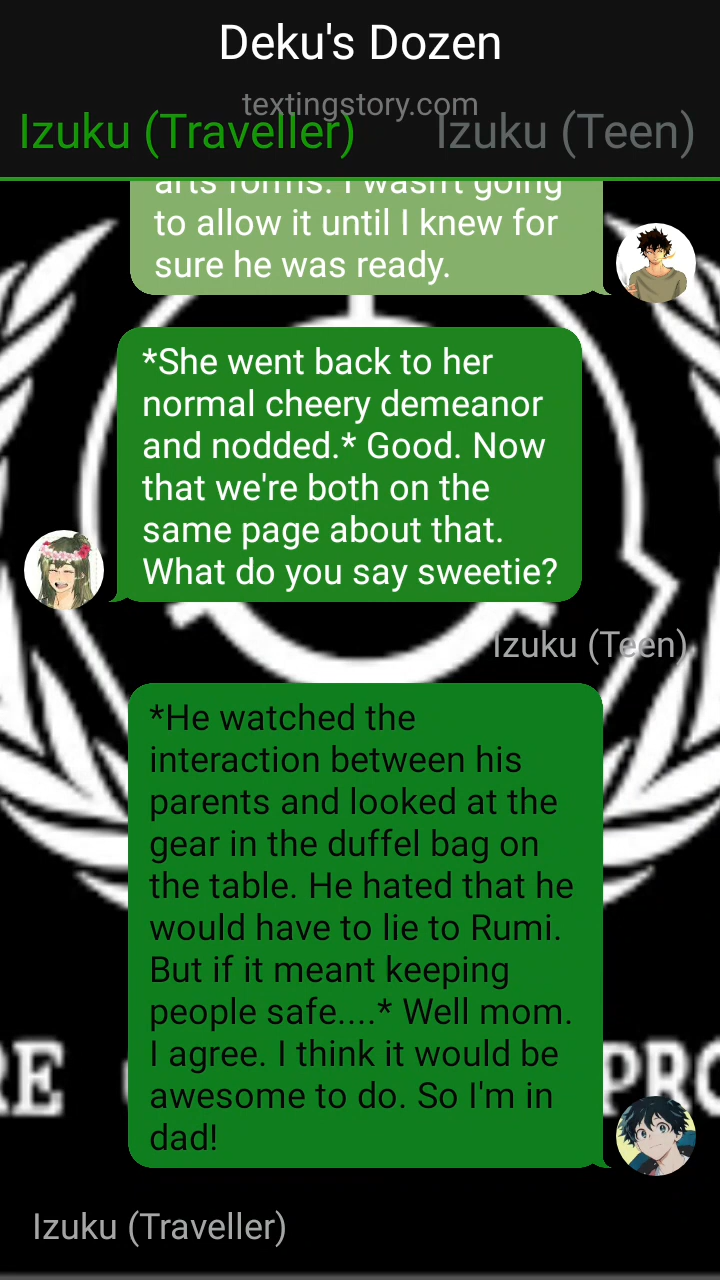 Deku's Dozen
textingstory.com
Izuku (Traveller) Izuku (Teen)
arts forms. I wasn't going
to allow it until I knew for
sure he was ready.
*She went back to her
normal cheery demeanor
and nodded.* Good. Now
that we're both on the
same page about that.
What do you say sweetie?
Izuku (Teen)
*He watched the
interaction between his
parents and looked at the
gear in the duffel bag on
the table. He hated that he
would have to lie to Rumi.
But if it meant keeping
people safe....* Well mom.
I agree. I think it would be
awesome to do. So I'm in
dad!
RE PRO
Izuku (Traveller)